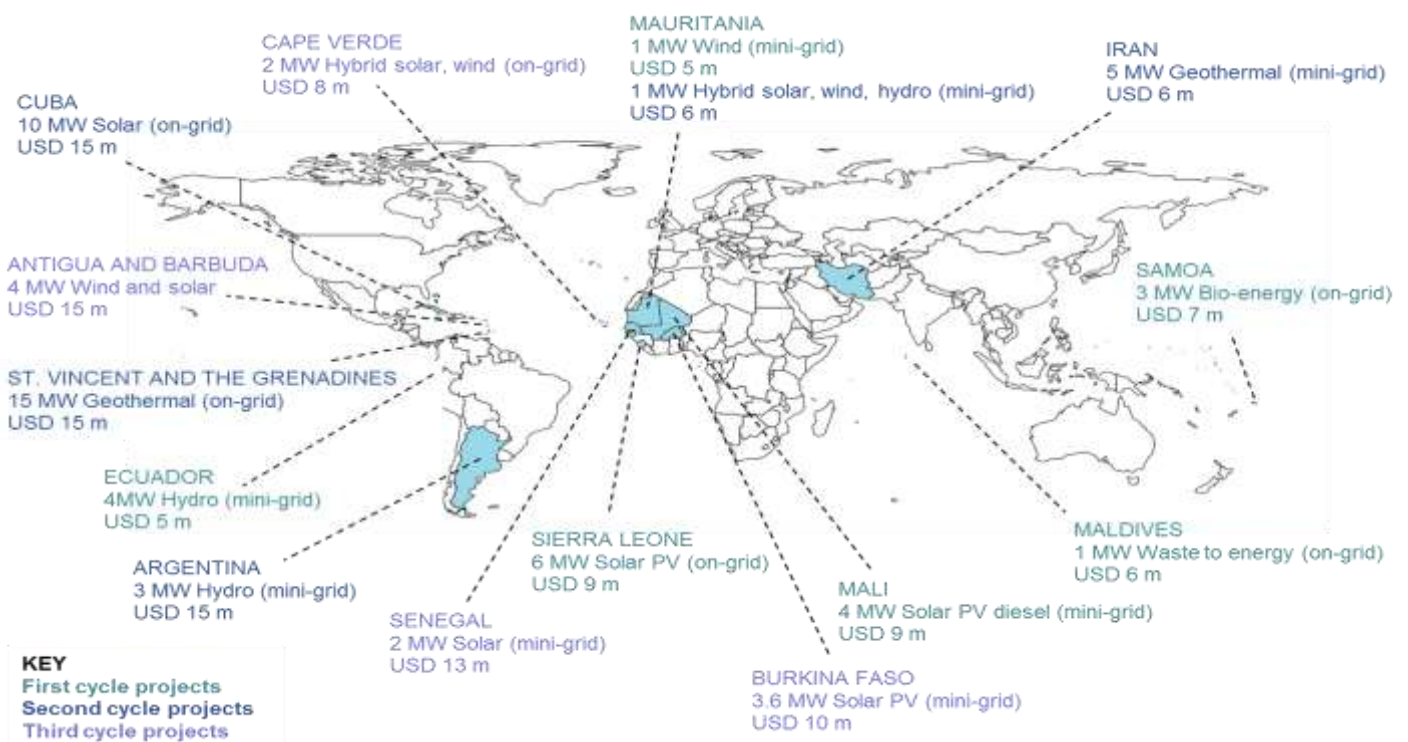 MAURITANIA
1 MW Wind (mini-grid)
USD 5 m
1 MW Hybrid solar, wind, hydro (mini-grid)
USD 6 m
CAPE VERDE
2 MW Hybrid solar, wind (on-grid)
USD 8 m
IRAN
5 MW Geothermal (mini-grid)
USD 6 m
CUBA
10 MW Solar (on-grid)
USD 15 m
ANTIGUA AND BARBUDA
4 MW Wind and solar
USD 15 m
SAMOA
3 MW Bio-energy (on-grid)
USD 7 m
ST. VINCENT AND THE GRENADINES
15 MW Geothermal (on-grid)
USD 15 m
ECUADOR
4MW Hydro (mini-grid)
USD 5 m
ARGENTINA
3 MW Hydro (mini-grid)
USD 15 m
SIERRA LEONE
6 MW Solar PV (on-grid)
USD 9 m
MALDIVES
1 MW Waste to energy (on-grid)
USD 6 m
MALI
4 MW Solar PV diesel (mini-grid)
USD 9 m
SENEGAL
2 MW Solar (mini-grid)
USD 13 m
BURKINA FASO
3.6 MW Solar PV (mini-grid)
USD 10 m
KEY
First cycle projects
Second cycle projects
Third cycle projects